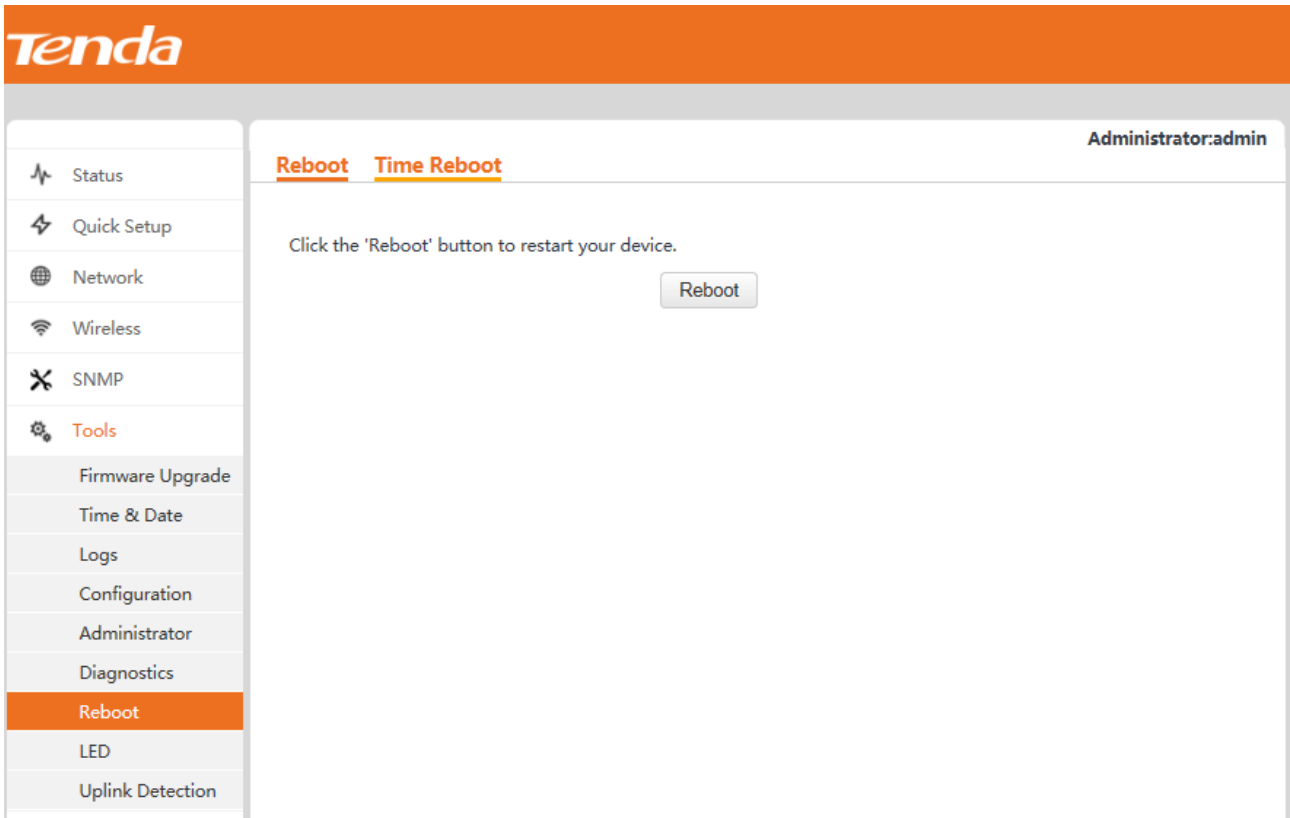 Tenda
Administrator:admin
Reboot Time Reboot
Status
Quick Setup
Network
Wireless
SNMP
Tools
Firmware Upgrade
Time & Date
Logs
Configuration
Administrator
Diagnostics
Reboot
LED
Uplink Detection
Click the 'Reboot' button to restart your device.
Reboot